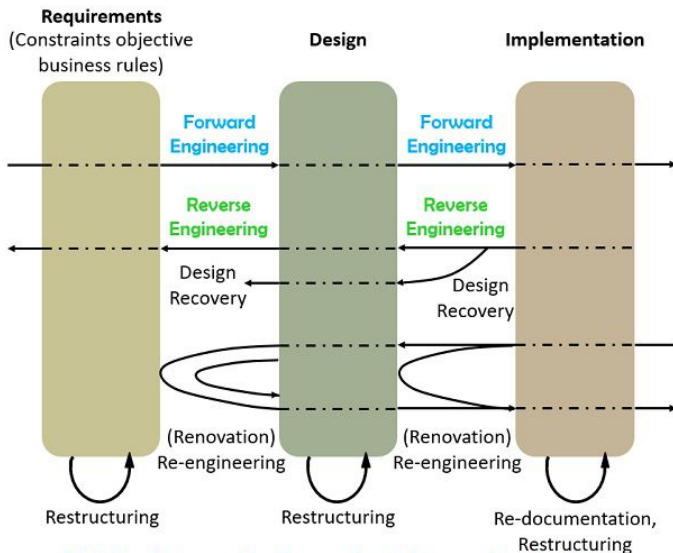 Requirements
(Constraints objective
business rules)
Design
Implementation
Forward
Engineering
Forward
Engineering
Reverse
Engineering
Reverse
Engineering
Design
Recovery
Design
Recovery
(Renovation)
Re-engineering
(Renovation)
Re-engineering
Restructuring
Restructuring
Re-documentation,
Restructuring